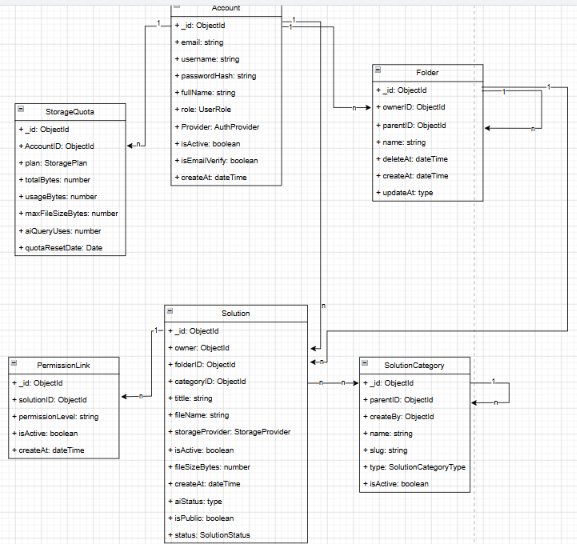 Account
+ _id: ObjectId
+ email: string
+ username: string
+ passwordHash: string
+ fullName: string
+ role: UserRole
+ Provider: AuthProvider
+ isActive: boolean
+ isEmailVerify: boolean
+ createAt: dateTime
1
1
1
n
n
n
Folder
+ _id: ObjectId
+ ownerID: ObjectId
+ parentID: ObjectId
+ name: string
+ deleteAt: dateTime
+ createAt: dateTime
+ updateAt: type
1
1
n
n
StorageQuota
+ _id: ObjectId
+ AccountID: ObjectId
+ plan: StoragePlan
+ totalBytes: number
+ usageBytes: number
+ maxFileSizeBytes: number
+ aiQueryUses: number
+ quotaResetDate: Date
Solution
+ _id: ObjectId
+ owner: ObjectId
+ folderID: ObjectId
+ categoryID: ObjectId
+ tittle: string
+ fileName: string
+ storageProvider: StorageProvider
+ isActive: boolean
+ fileSizeBytes: number
+ createAt: dateTime
+ aiStatus: type
+ isPublic: boolean
+ status: SolutionStatus
1
n
n
n
PermissionLink
+ _id: ObjectId
+ solutionID: ObjectId
+ permissionLevel: string
+ isActive: boolean
+ createAt: dateTime
SolutionCategory
+ _id: ObjectId
+ parentID: ObjectId
+ createBy: ObjectId
+ name: string
+ slug: string
+ type: SolutionCategoryType
+ isActive: boolean
1
n